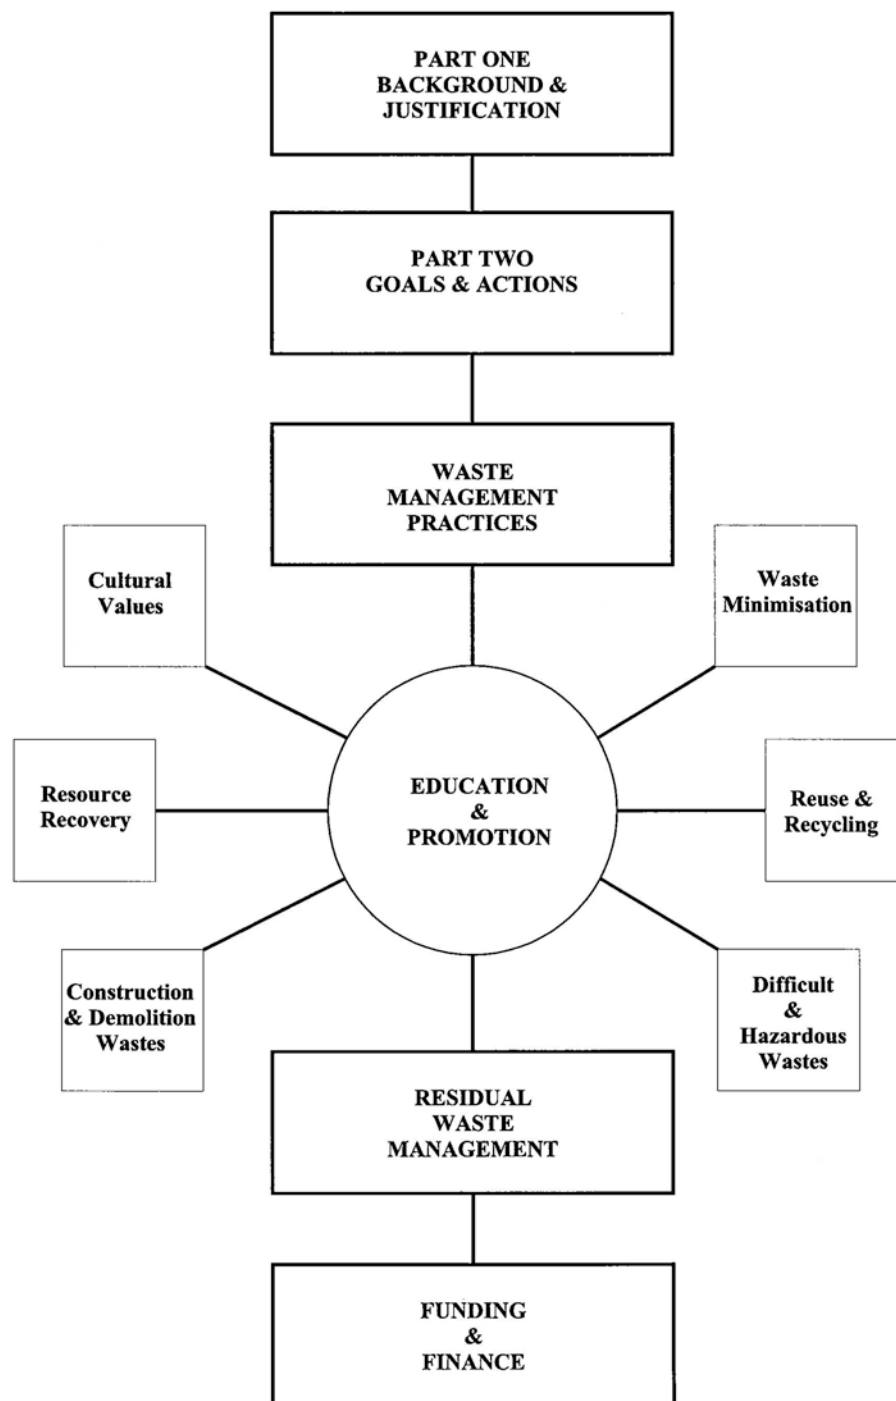 PART ONE
BACKGROUND &
JUSTIFICATION
PART TWO
GOALS & ACTIONS
WASTE
MANAGEMENT
PRACTICES
Cultural
Values
Waste
Minimisation
Resource
Recovery
EDUCATION
&
PROMOTION
Reuse &
Recycling
Construction
& Demolition
Wastes
Difficult
&
Hazardous
Wastes
RESIDUAL
WASTE
MANAGEMENT
FUNDING
&
FINANCE